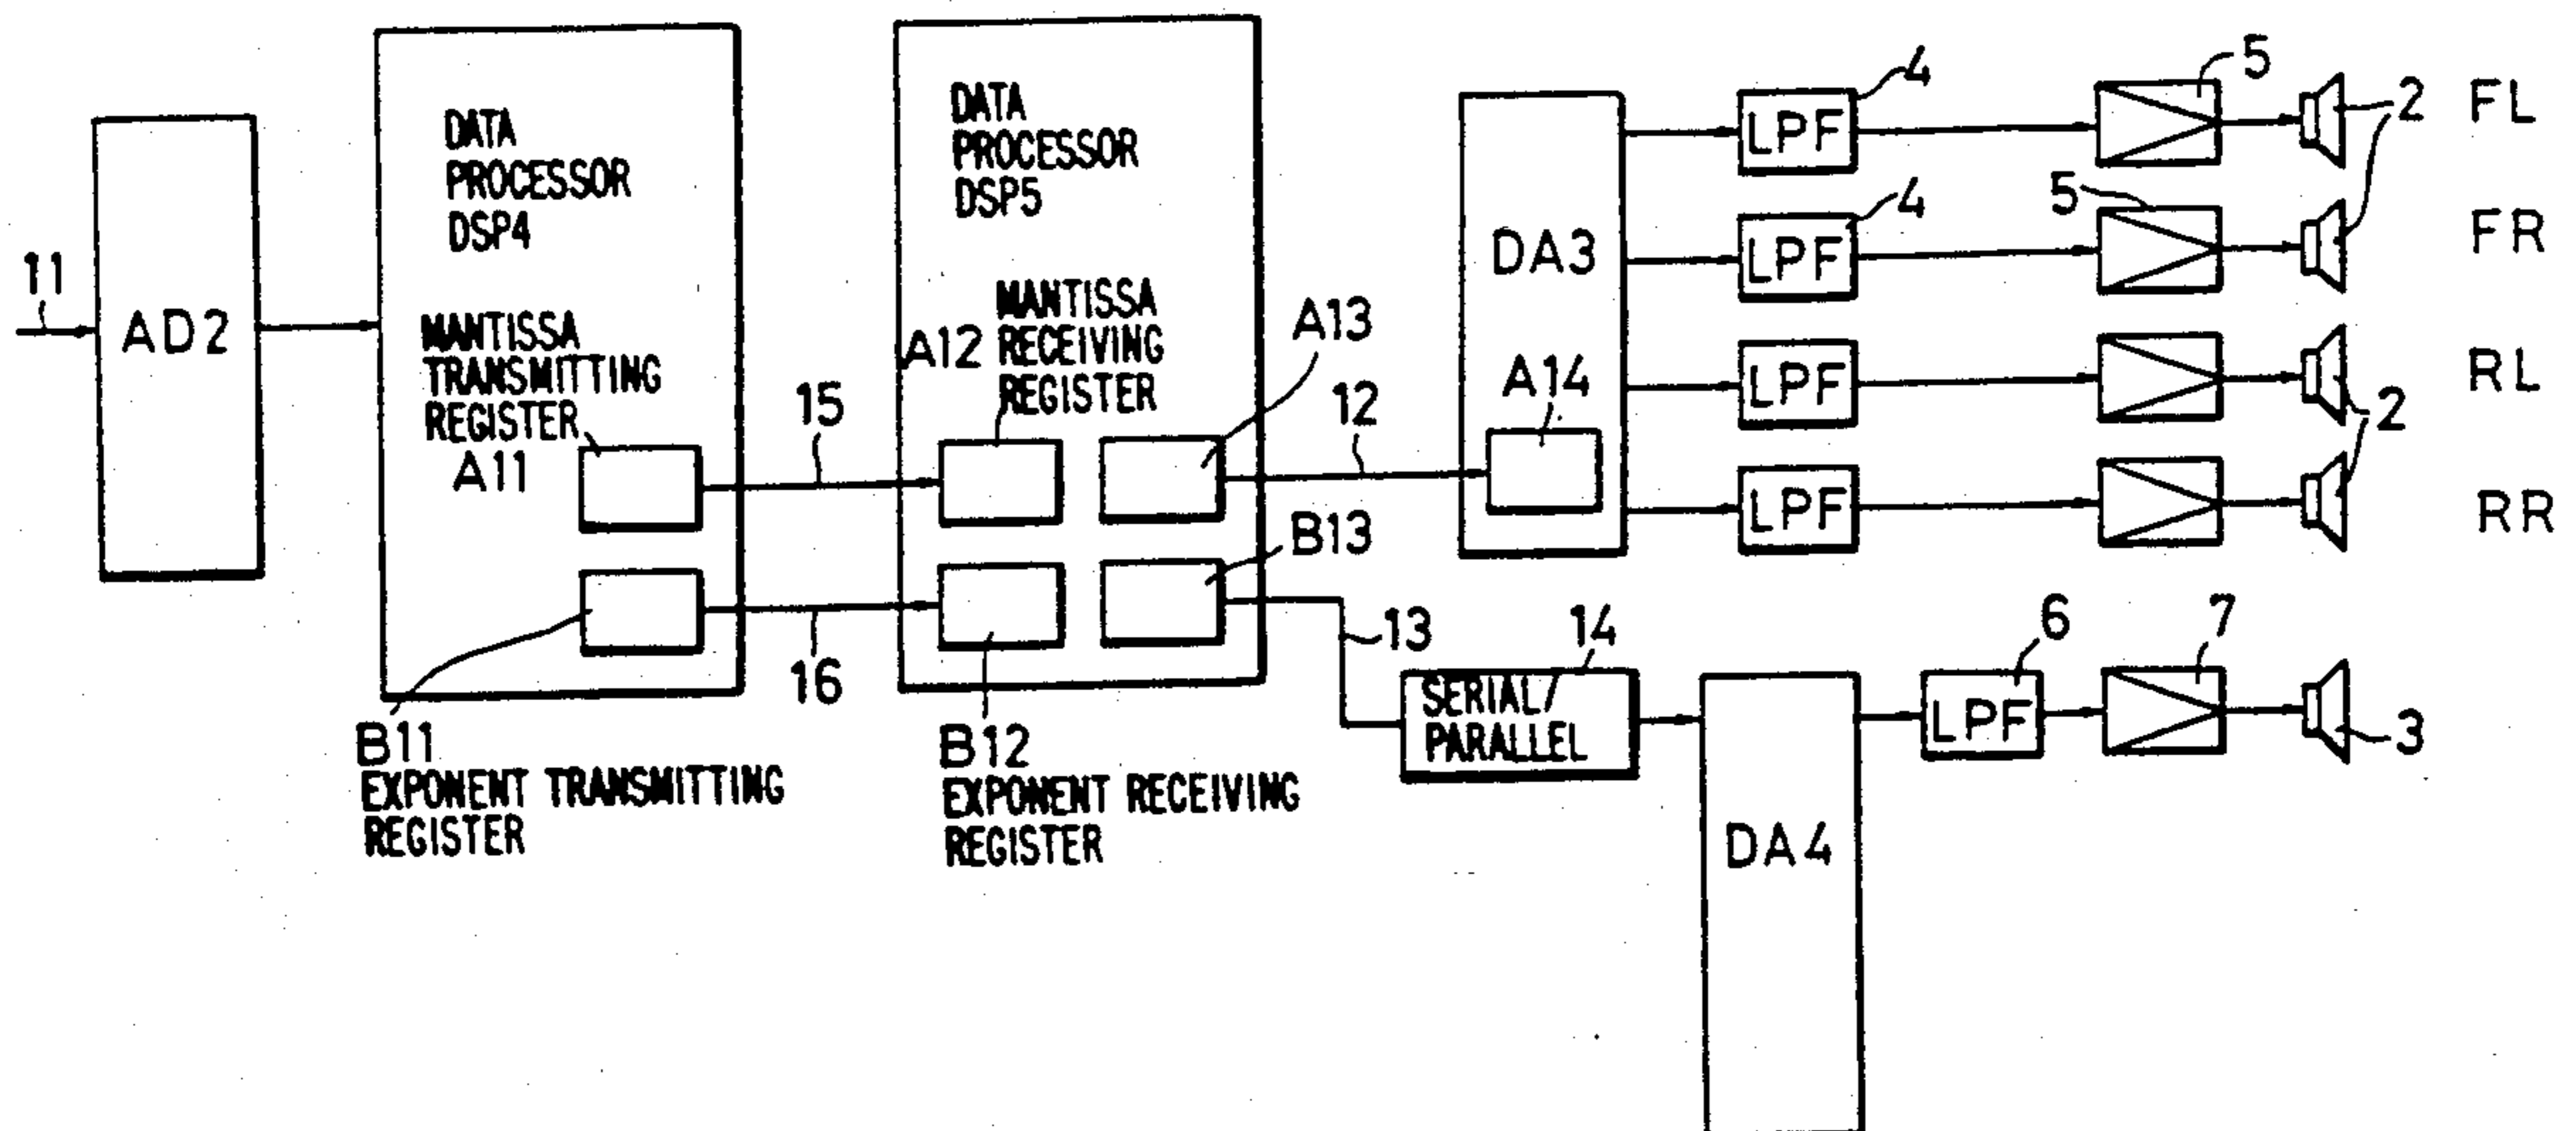 11
AD2
DATA
PROCESSOR
DSP4
MANTISSA
TRANSMITTING
REGISTER
A11
B11
EXPONENT TRANSMITTING
REGISTER
15
16
DATA
PROCESSOR
DSP5
A12
MANTISSA
RECEIVING
REGISTER
B12
EXPONENT RECEIVING
REGISTER
A13
B13
12
13
14
SERIAL/
PARALLEL
DA3
A14
DA4
4
LPF
5
2
FL
4
LPF
5
FR
LPF
RL
2
LPF
RR
6
LPF
7
3